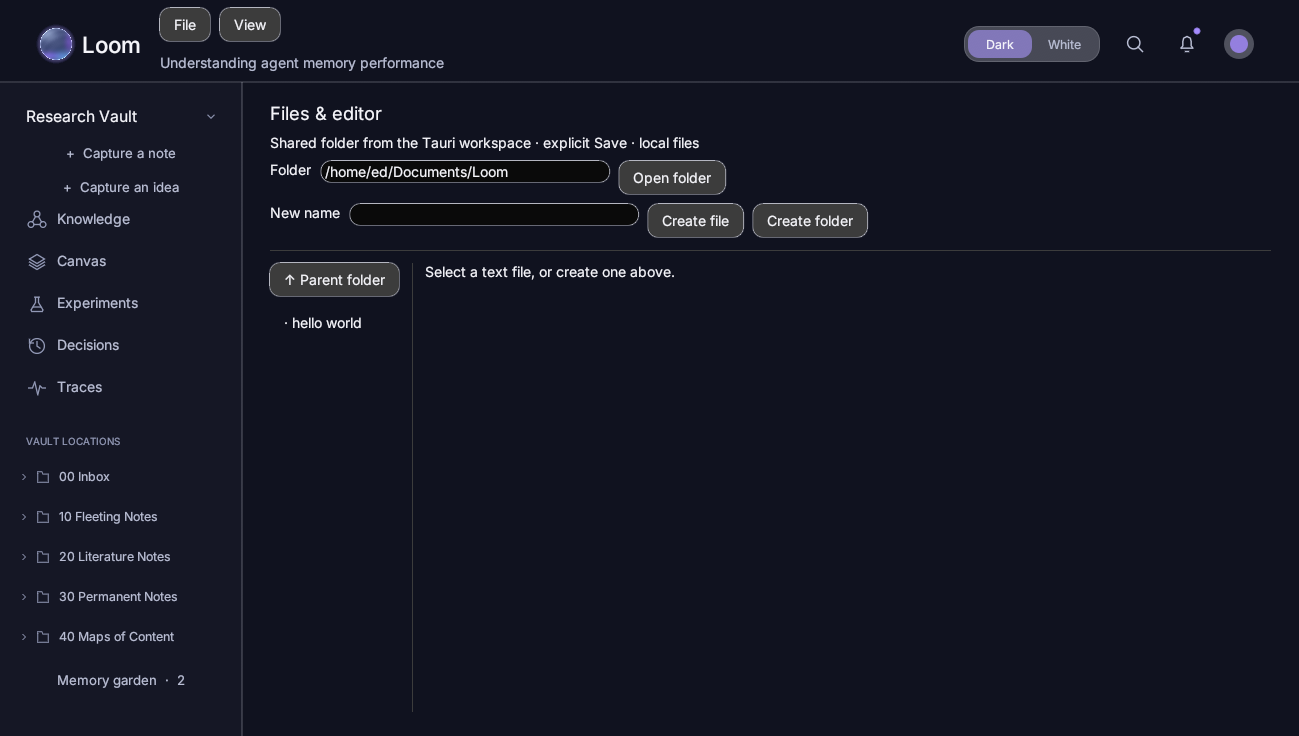 File View
Loom
Understanding agent memory performance
Dark White
Research Vault
+ Capture a note
+ Capture an idea
Knowledge
Canvas
Experiments
Decisions
Traces
VAULT LOCATIONS
00 Inbox
10 Fleeting Notes
20 Literature Notes
30 Permanent Notes
40 Maps of Content
Memory garden · 2
Files & editor
Shared folder from the Tauri workspace · explicit Save · local files
Folder /home/ed/Documents/Loom Open folder
New name Create file Create folder
↑ Parent folder
· hello world
Select a text file, or create one above.